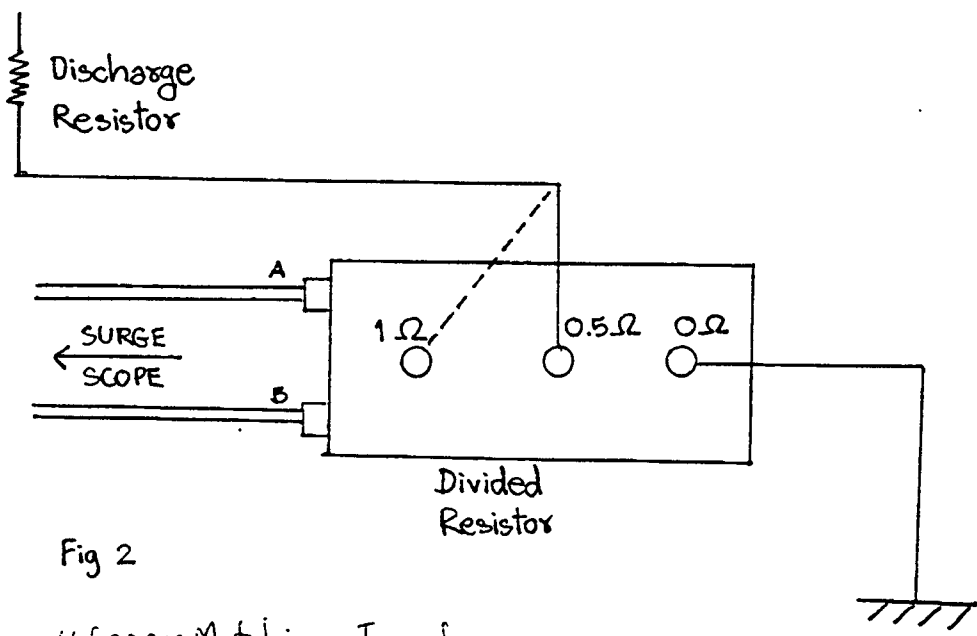 Discharge
Resistor
A
1Ω 0.5Ω 0Ω
SURGE
SCOPE
B
Divided
Resistor
Fig 2